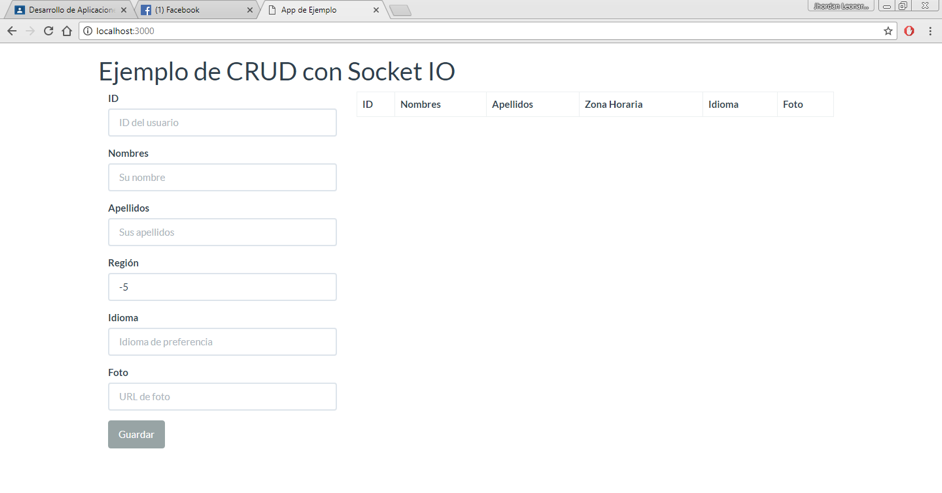 Desarrollo de Aplicacion
(1) Facebook
App de Ejemplo
localhost:3000
Ejemplo de CRUD con Socket IO
ID
ID del usuario
Nombres
Su nombre
Apellidos
Sus apellidos
Región
-5
Idioma
Idioma de preferencia
Foto
URL de foto
Guardar
ID Nombres Apellidos Zona Horaria Idioma Foto